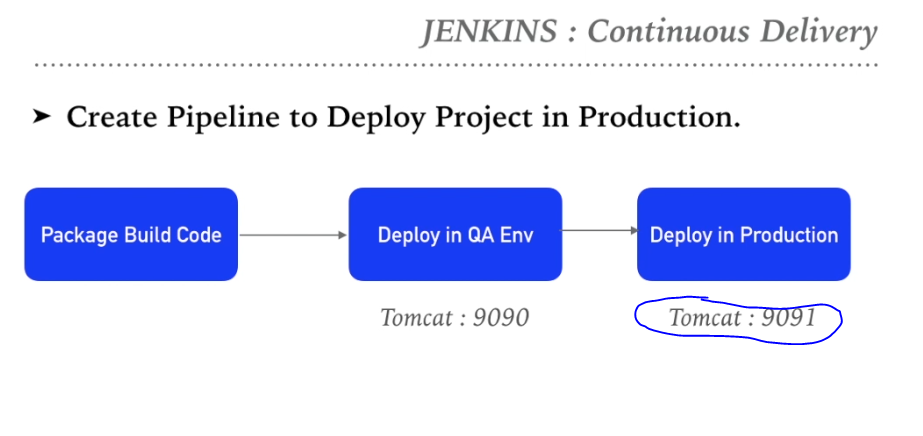 JENKINS : Continuous Delivery
➤ Create Pipeline to Deploy Project in Production.
Package Build Code
Deploy in QA Env
Deploy in Production
Tomcat : 9090
Tomcat : 9091